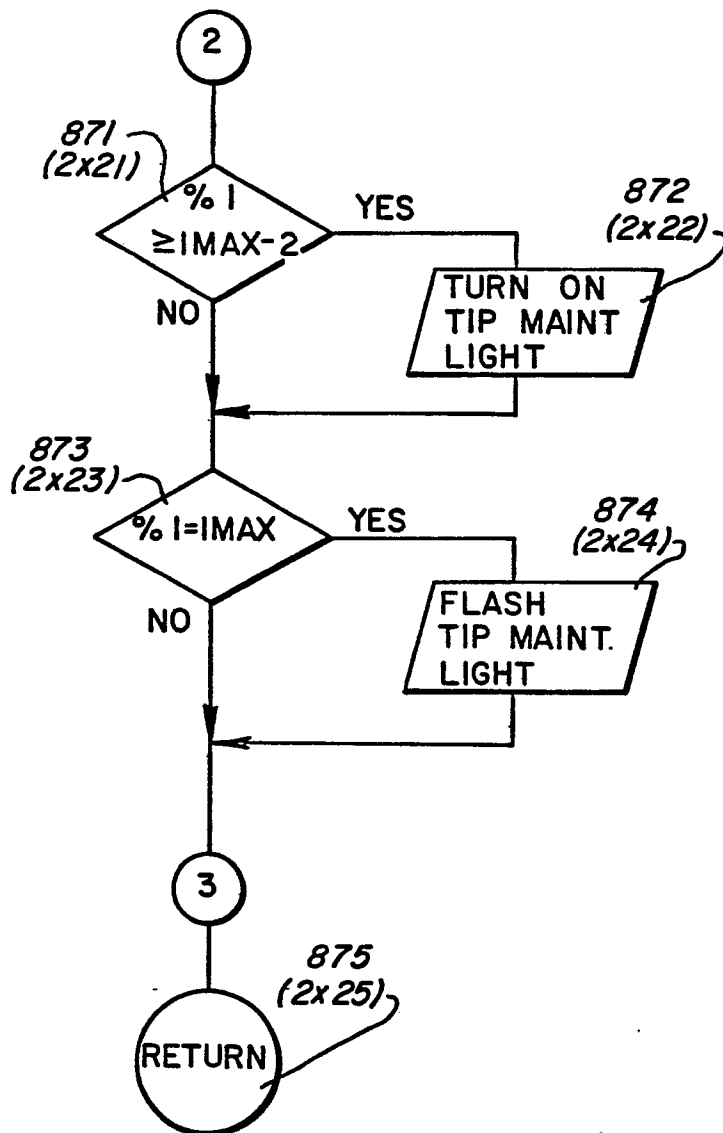 2
871
(2x21)
% I
≥IMAX-2
YES
NO
872
(2x22)
TURN ON
TIP MAINT
LIGHT
873
(2x23)
% I=IMAX
YES
NO
874
(2x24)
FLASH
TIP MAINT.
LIGHT
3
875
(2x25)
RETURN